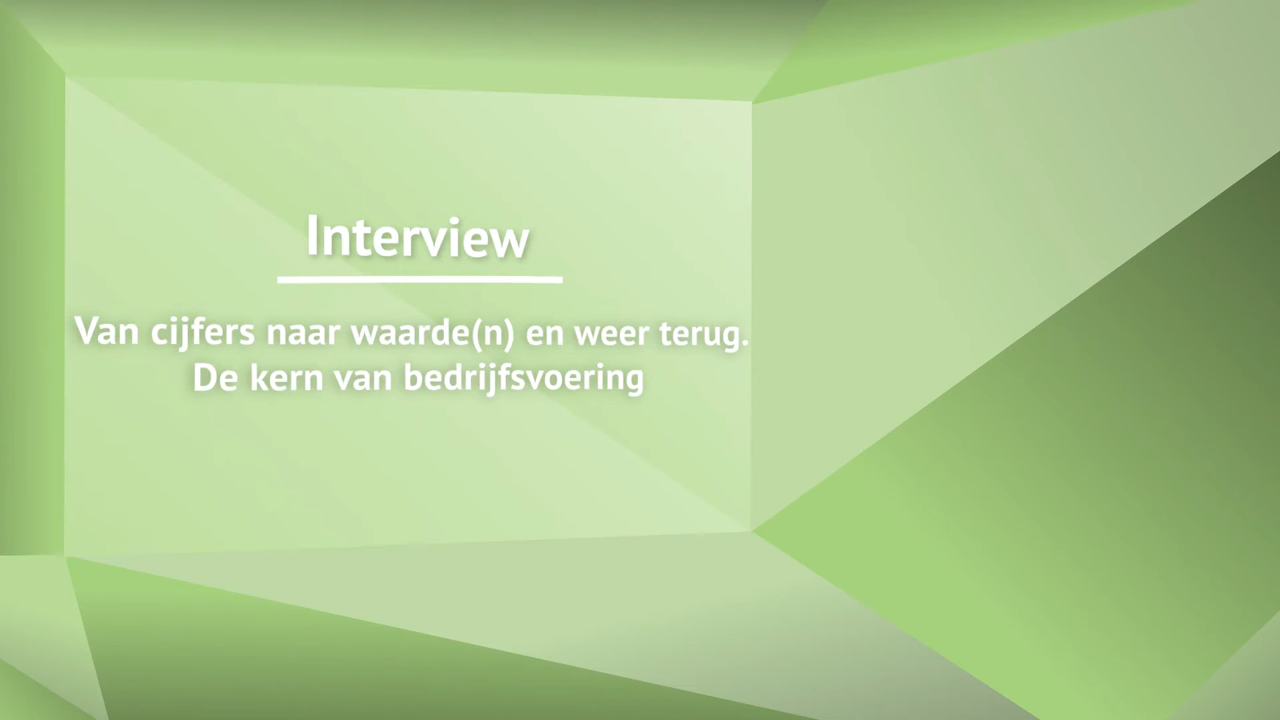 Interview
Van cijfers naar waarde(n) en weer terug.
De kern van bedrijfsvoering